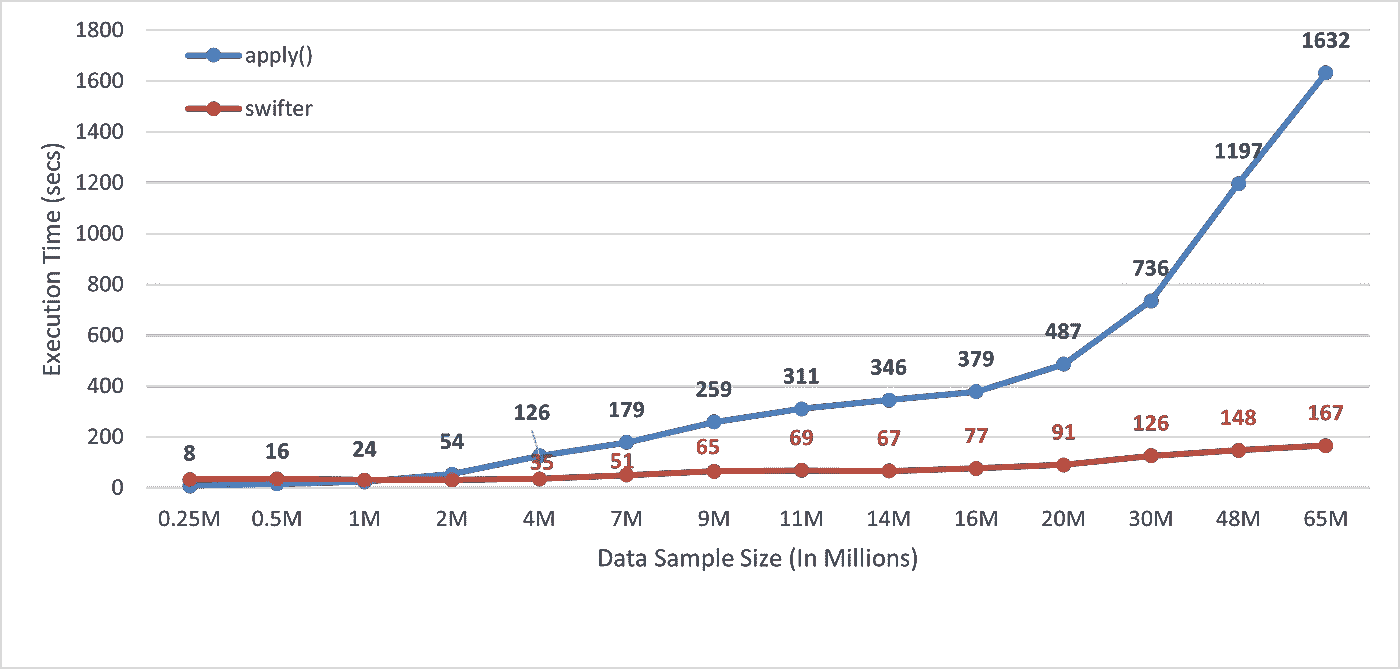 1800
1600
1400
1200
1000
800
600
400
200
0
Execution Time (secs)
apply()
swifter
8 16 24 54 126 179 259 311 346 379 487 736 1197 1632
35 51 65 69 67 77 91 126 148 167
0.25M 0.5M 1M 2M 4M 7M 9M 11M 14M 16M 20M 30M 48M 65M
Data Sample Size (In Millions)